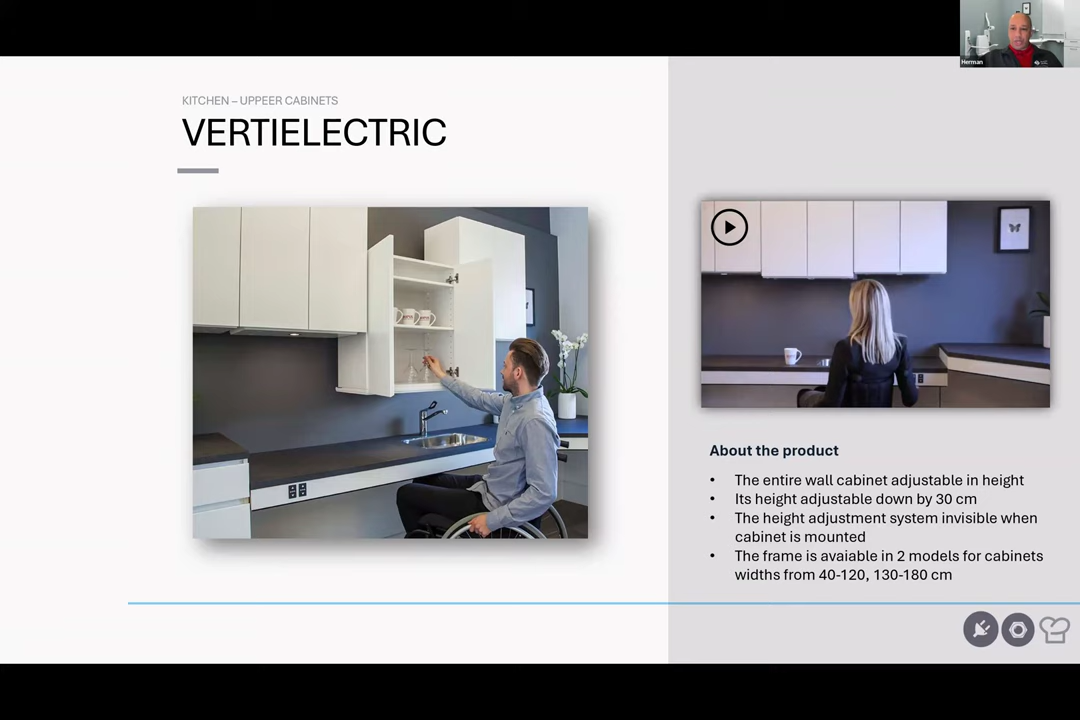 Herman
KITCHEN – UPPEER CABINETS
VERTIELECTRIC
About the product
• The entire wall cabinet adjustable in height
• Its height adjustable down by 30 cm
• The height adjustment system invisible when
cabinet is mounted
• The frame is avaiable in 2 models for cabinets
widths from 40-120, 130-180 cm